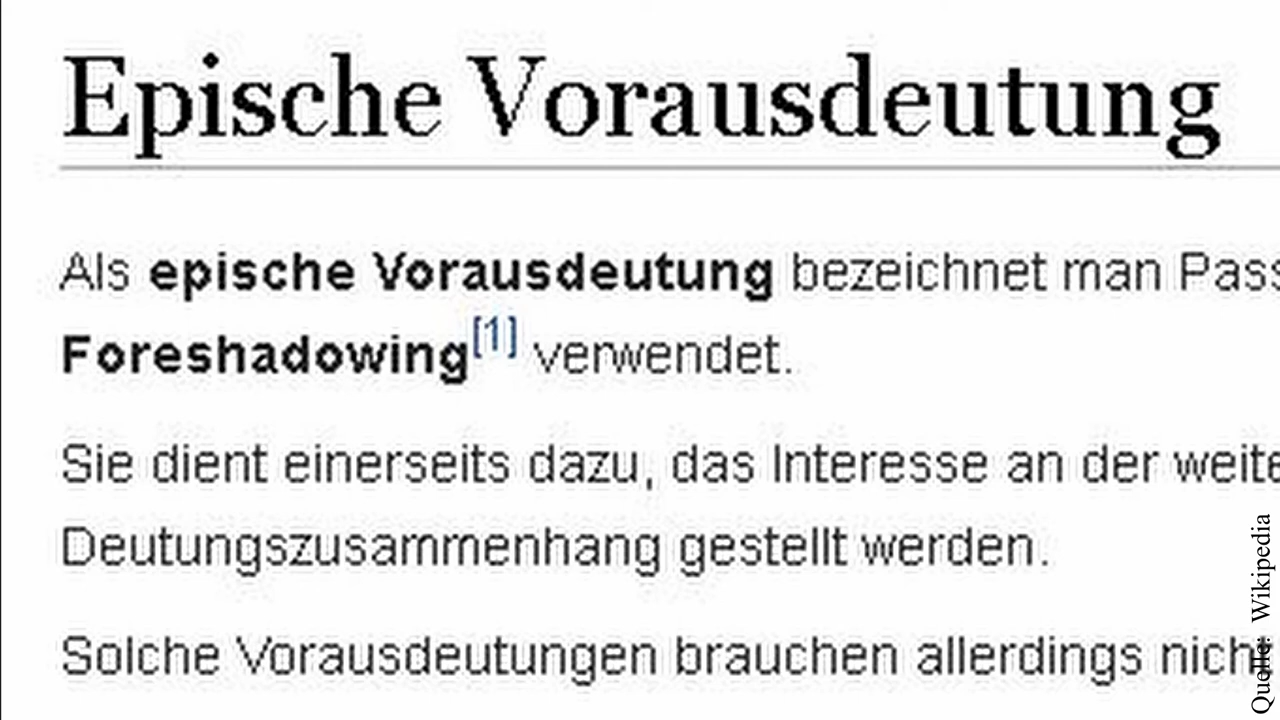 Epische Vorausdeutung
Als epische Vorausdeutung bezeichnet man
Foreshadowing[1] verwendet.
Sie dient einerseits dazu, das Interesse an der
Deutungszusammenhang gestellt werden.
Solche Vorausdeutungen brauchen allerdings
Quelle: Wikipedia